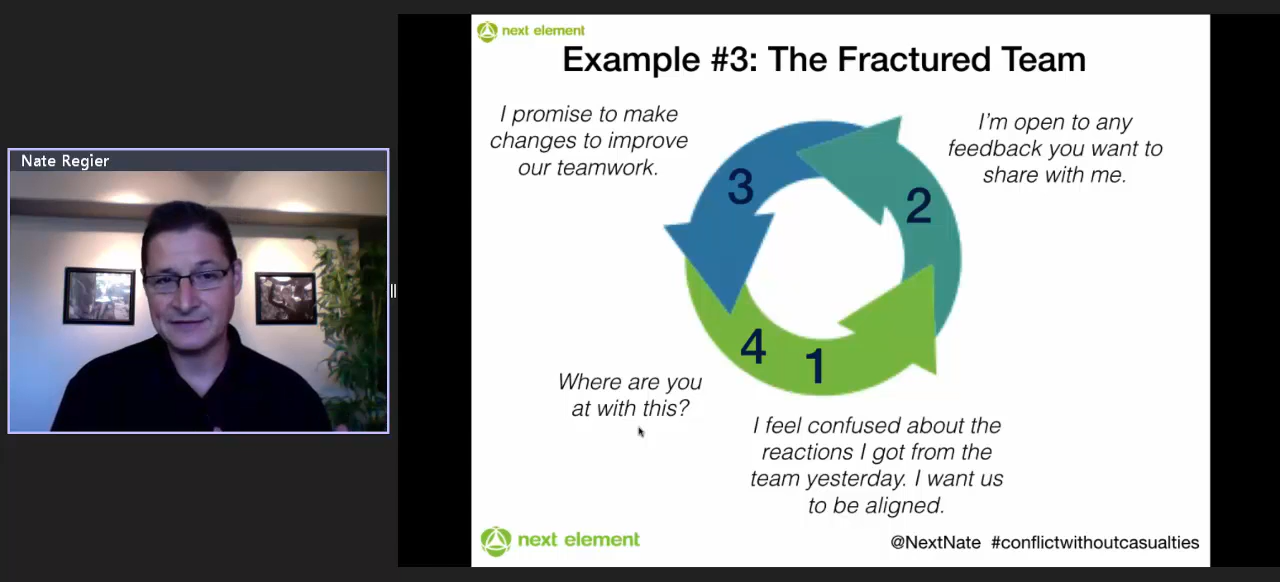 Nate Regier
next element
Example #3: The Fractured Team
I promise to make
changes to improve
our teamwork.
I'm open to any
feedback you want to
share with me.
3
2
4
1
Where are you
at with this?
I feel confused about the
reactions I got from the
team yesterday. I want us
to be aligned.
next element
@NextNate #conflictwithoutcasualties